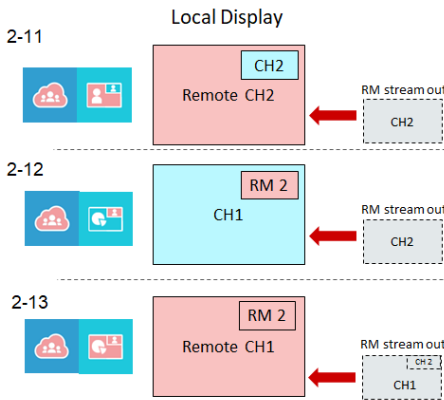 Local Display
2-11
CH2
Remote CH2
RM stream out
CH2
2-12
RM 2
CH1
RM stream out
CH2
2-13
RM 2
Remote CH1
RM stream out
CH 2
CH1